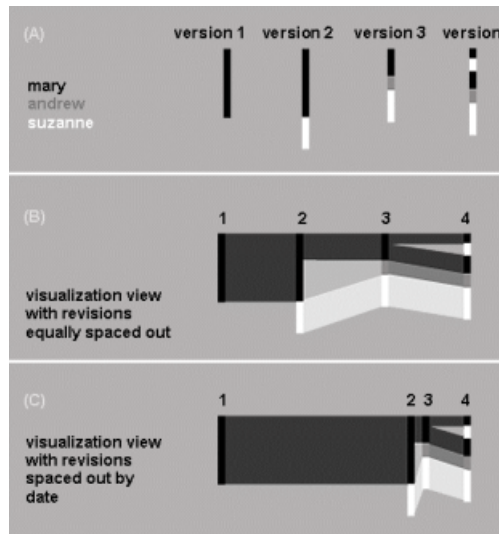 (A)
version 1 version 2 version 3 version
mary
andrew
suzanne
(B)
1 2 3 4
visualization view
with revisions
equally spaced out
(C)
1 2 3 4
visualization view
with revisions
spaced out by
date